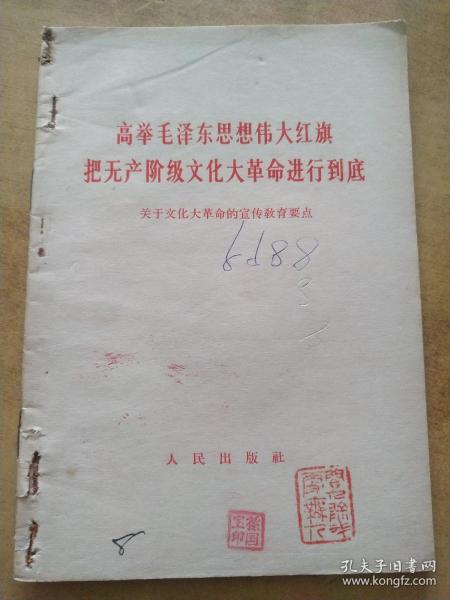 高举毛泽东思想伟大红旗
把无产阶级文化大革命进行到底
关于文化大革命的宣传教育要点
人民出版社
8
孔夫子旧书网
www.kongfz.com